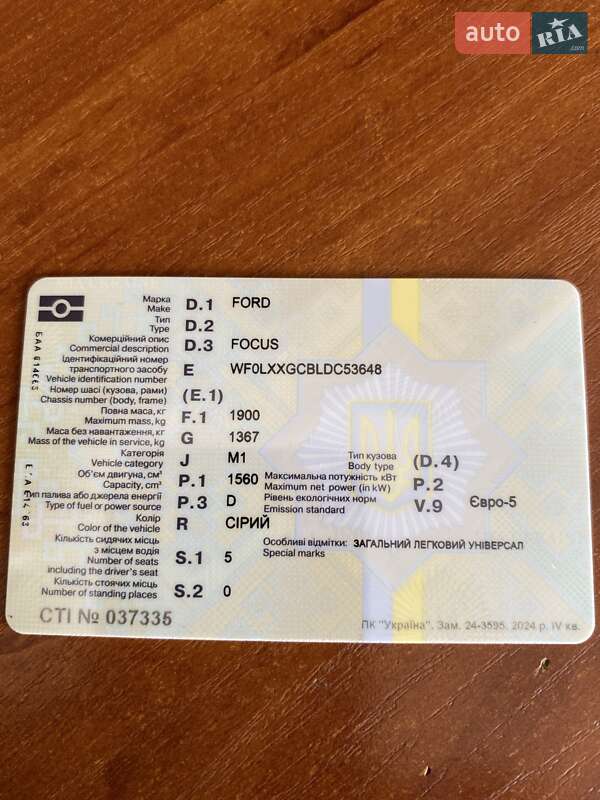 auto RIA.com
Марка
Make D.1 FORD
Тип
Type D.2
Комерційний опис
Commercial description D.3 FOCUS
Ідентифікаційний номер
транспортного засобу E WF0LXXGCBLDC53648
Vehicle identification number
Номер шасі (кузова, рами)
Chassis number (body, frame) (E.1)
Повна маса, кг
Maximum mass, kg F.1 1900
Маса без навантаження, кг
Mass of the vehicle in service, kg G 1367
Категорія
Vehicle category J M1
Тип кузова
Body type (D.4)
Об'єм двигуна, см³
Capacity, cm³ P.1 1560
Максимальна потужність кВт
Maximum net power (in kW) P.2
Тип палива або джерела енергії
Type of fuel or power source P.3 D
Рівень екологічних норм
Emission standard V.9 Євро-5
Колір
Color of the vehicle R СІРИЙ
Кількість сидячих місць
з місцем водія
Number of seats S.1 5
including the driver's seat
Особливі відмітки: ЗАГАЛЬНИЙ ЛЕГКОВИЙ УНІВЕРСАЛ
Special marks
Кількість стоячих місць
Number of standing places S.2 0
СТІ № 037335
ПК "Україна". Зам. 24-3595. 2024 р. IV кв.